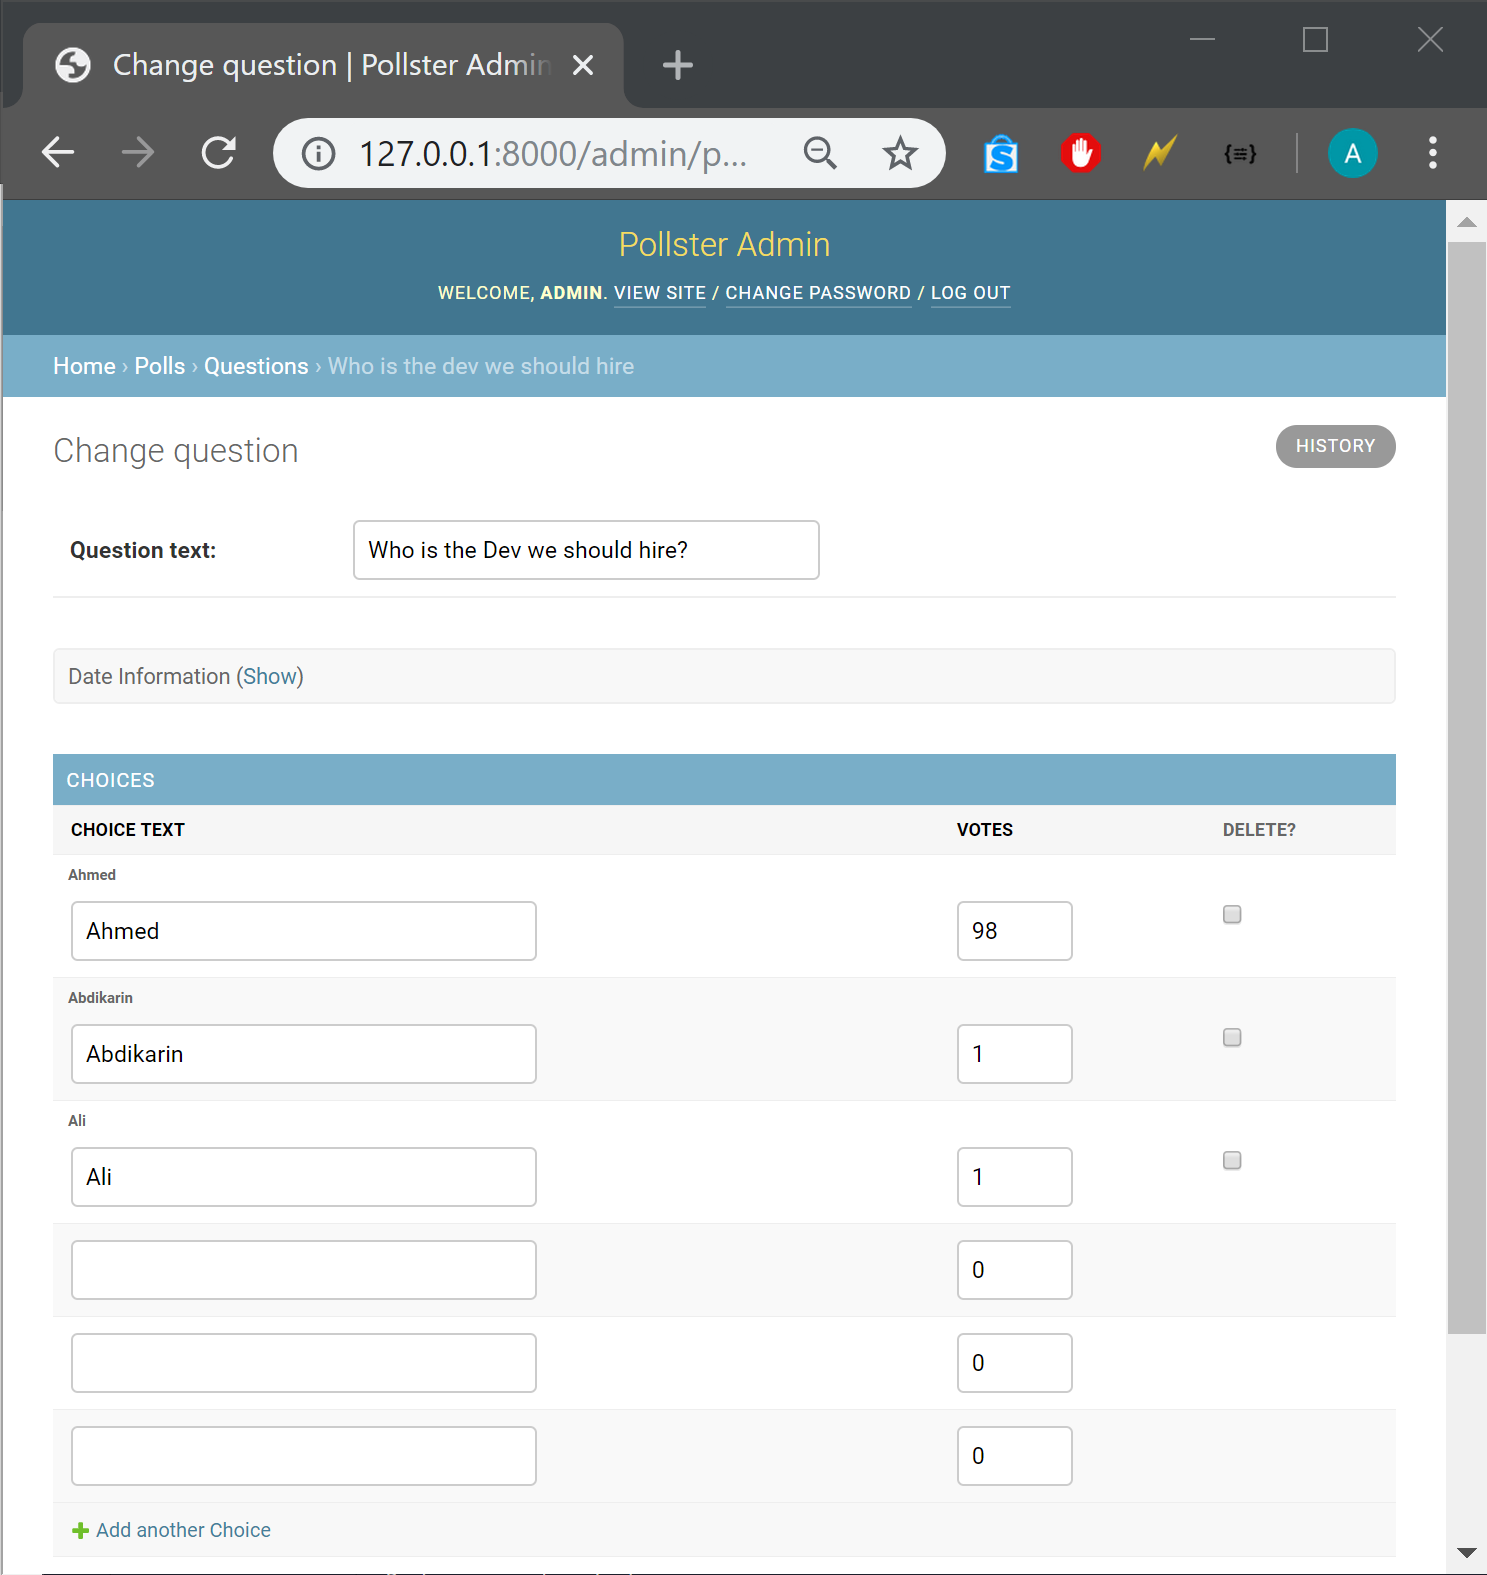 Change question | Pollster Admin
127.0.0.1:8000/admin/p...
S
A
Pollster Admin
WELCOME, ADMIN. VIEW SITE / CHANGE PASSWORD / LOG OUT
Home › Polls › Questions › Who is the dev we should hire
Change question
HISTORY
Question text:
Who is the Dev we should hire?
Date Information (Show)
CHOICES
CHOICE TEXT VOTES DELETE?
Ahmed
Ahmed 98
Abdikarin
Abdikarin 1
Ali
Ali 1
0
0
0
Add another Choice